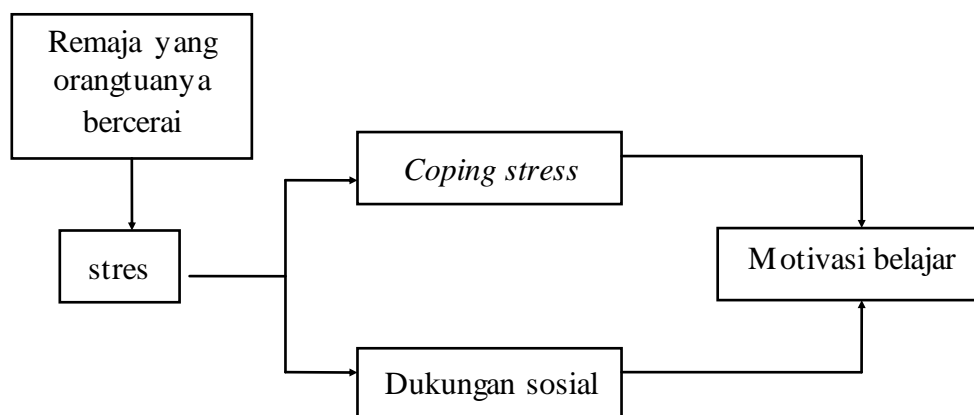 Remaja yang
orangtuanya
bercerai
Coping stress
stres
Motivasi belajar
Dukungan sosial